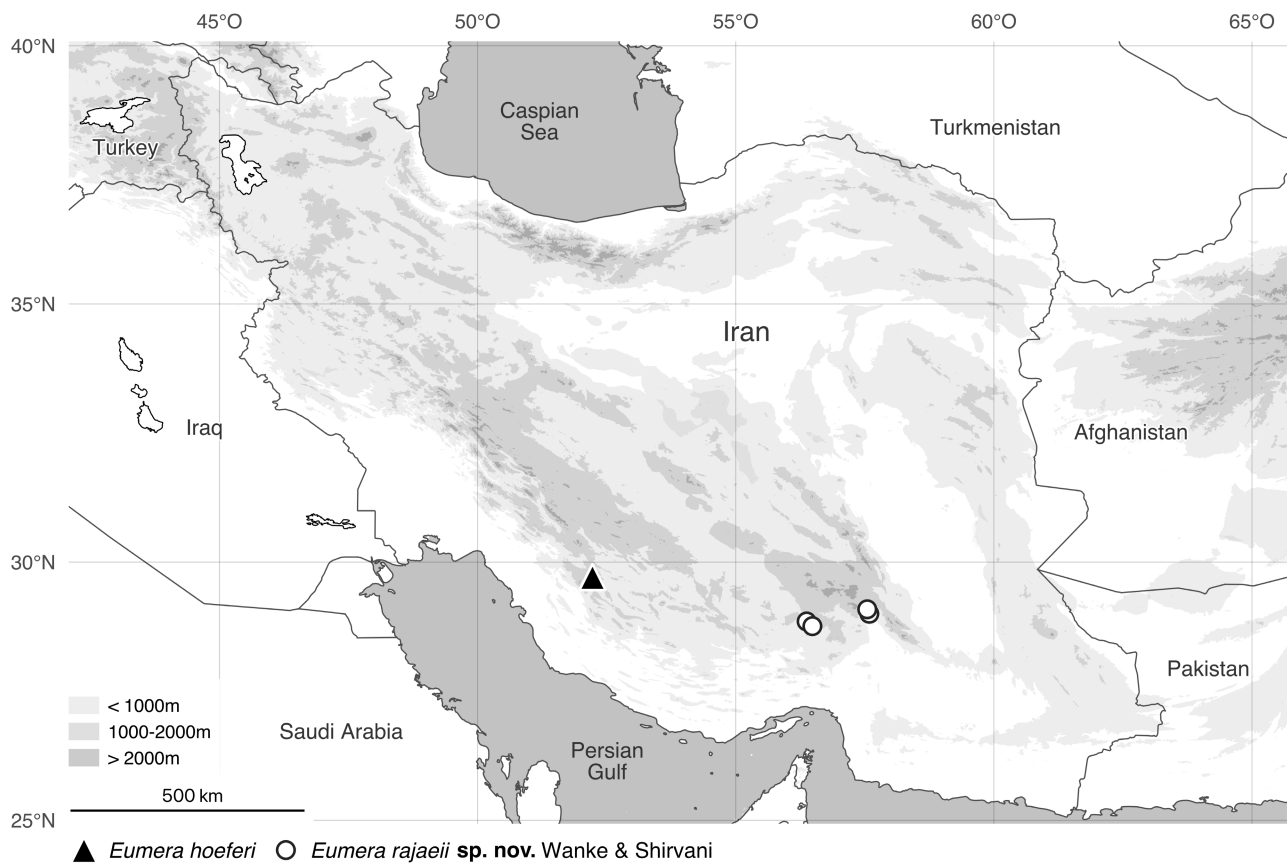 45°O 50°O 55°O 60°O 65°O
40°N
Caspian
Sea
Turkmenistan
Turkey
35°N
Iran
Iraq
Afghanistan
30°N
Pakistan
< 1000m
1000-2000m
> 2000m
Saudi Arabia
Persian
Gulf
500 km
25°N
Eumera hoeferi Eumera rajaeii sp. nov. Wanke & Shirvani